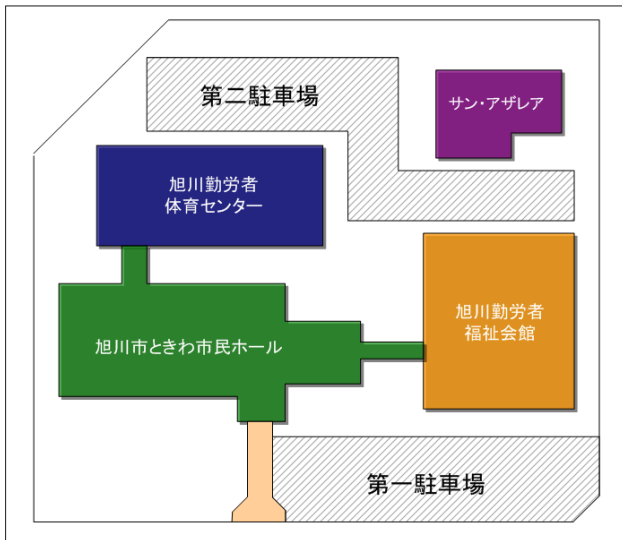 第二駐車場
サン・アザレア
旭川勤労者
体育センター
旭川勤労者
福祉会館
旭川市ときわ市民ホール
第一駐車場